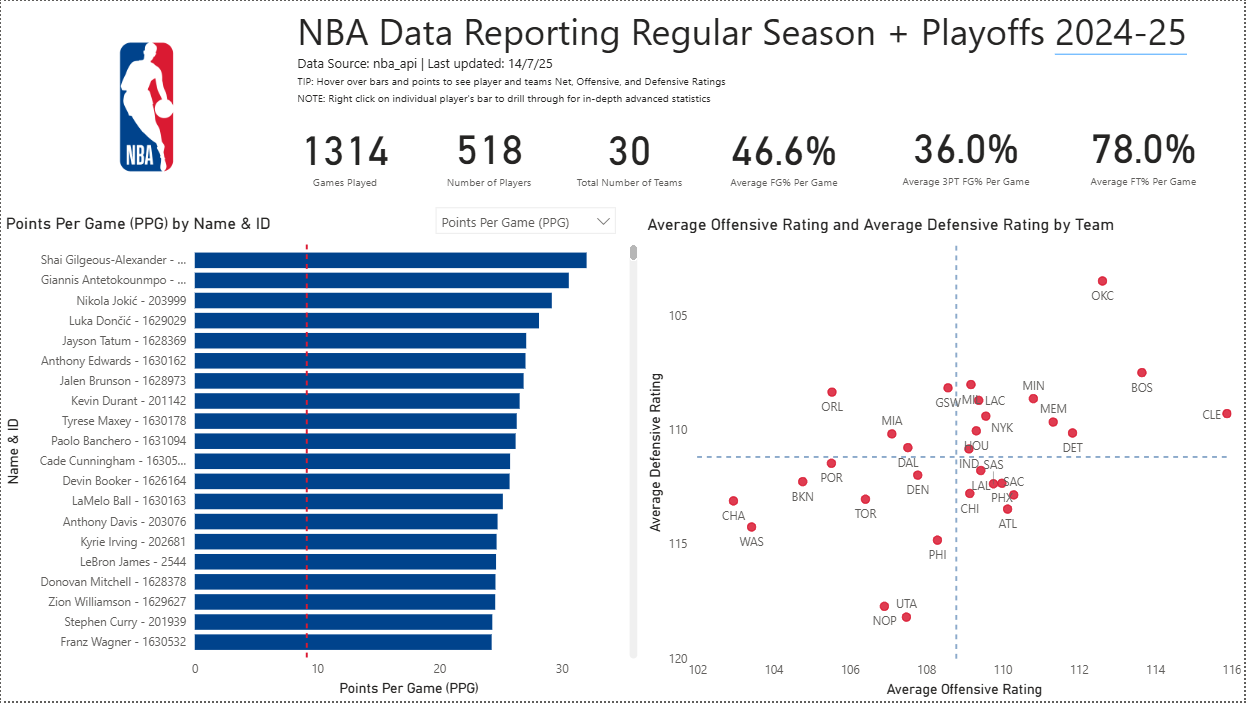 NBA Data Reporting Regular Season + Playoffs 2024-25
Data Source: nba_api | Last updated: 14/7/25
TIP: Hover over bars and points to see player and teams Net, Offensive, and Defensive Ratings
NOTE: Right click on individual player's bar to drill through for in-depth advanced statistics
NBA
1314
Games Played
518
Number of Players
30
Total Number of Teams
46.6%
Average FG% Per Game
36.0%
Average 3PT FG% Per Game
78.0%
Average FT% Per Game
Points Per Game (PPG) by Name & ID
Points Per Game (PPG)
Name & ID
Shai Gilgeous-Alexander - ...
Giannis Antetokounmpo - ...
Nikola Jokić - 203999
Luka Dončić - 1629029
Jayson Tatum - 1628369
Anthony Edwards - 1630162
Jalen Brunson - 1628973
Kevin Durant - 201142
Tyrese Maxey - 1630178
Paolo Banchero - 1631094
Cade Cunningham - 16305...
Devin Booker - 1626164
LaMelo Ball - 1630163
Anthony Davis - 203076
Kyrie Irving - 202681
LeBron James - 2544
Donovan Mitchell - 1628378
Zion Williamson - 1629627
Stephen Curry - 201939
Franz Wagner - 1630532
0 10 20 30
Points Per Game (PPG)
Average Offensive Rating and Average Defensive Rating by Team
Average Defensive Rating
105
110
115
120
OKC
BOS
CLE
MIN
MEM
DET
GSW
LAC
NYK
HOU
ORL
MIA
DAL
DEN
POR
BKN
TOR
CHA
WAS
IND
SAS
LAL
SAC
PHX
CHI
ATL
PHI
UTA
NOP
102 104 106 108 110 112 114 116
Average Offensive Rating